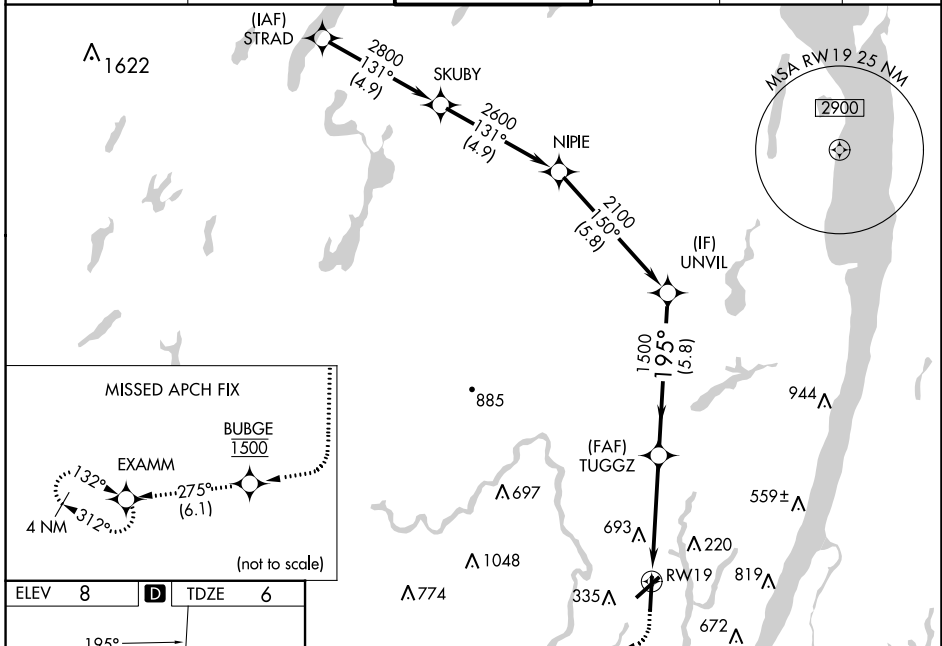 (IAF)
STRAD
1622
2800
131°
(4.9)
SKUBY
2600
131°
(4.9)
NIPIE
2100
150°
(5.8)
(IF)
UNVIL
MSA RW19 25 NM
2900
1500
195°
(5.8)
885
944
(FAF)
TUGGZ
697
559±
693
220
1048
RW19
819
774
335
672
MISSED APCH FIX
BUBGE
1500
EXAMM
132°
275°
(6.1)
4 NM
312°
(not to scale)
ELEV 8
D
TDZE 6
195°